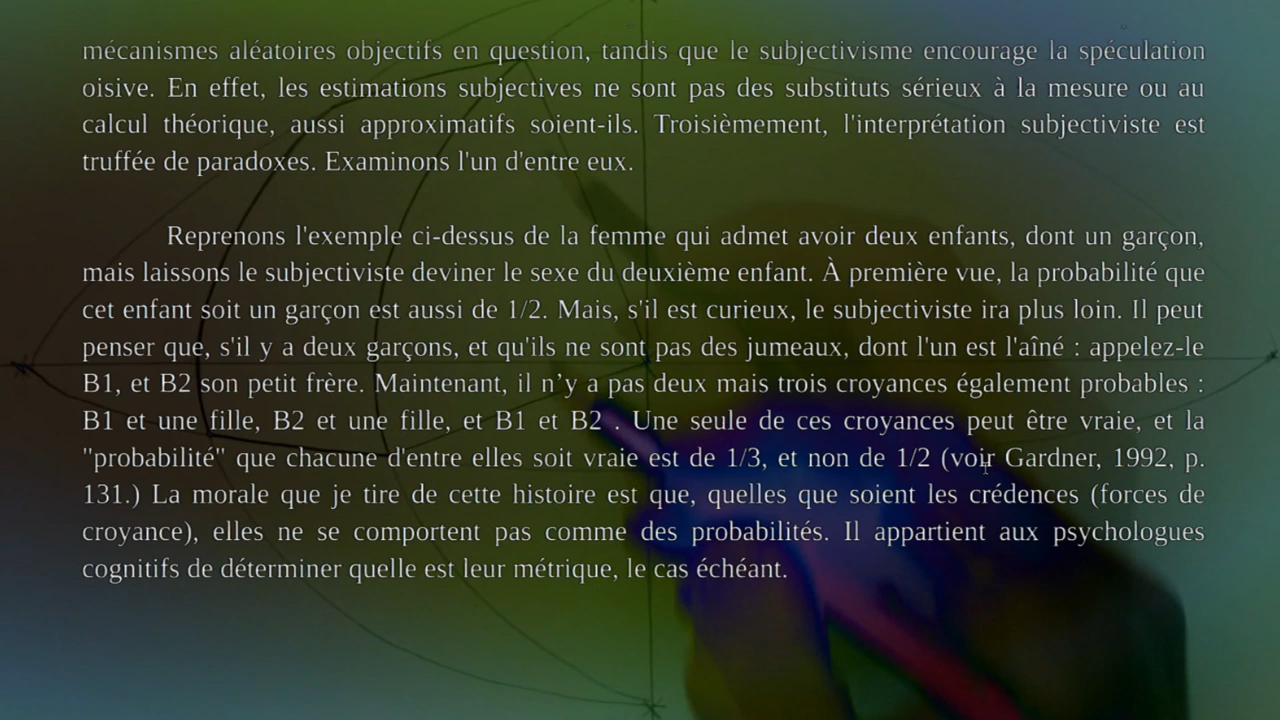 mécanismes aléatoires objectifs en question, tandis que le subjectivisme encourage la spéculation
oisive. En effet, les estimations subjectives ne sont pas des substituts sérieux à la mesure ou au
calcul théorique, aussi approximatifs soient-ils. Troisièmement, l'interprétation subjectiviste est
truffée de paradoxes. Examinons l'un d'entre eux.
Reprenons l'exemple ci-dessus de la femme qui admet avoir deux enfants, dont un garçon,
mais laissons le subjectiviste deviner le sexe du deuxième enfant. À première vue, la probabilité que
cet enfant soit un garçon est aussi de 1/2. Mais, s'il est curieux, le subjectiviste ira plus loin. Il peut
penser que, s'il y a deux garçons, et qu'ils ne sont pas des jumeaux, dont l'un est l'aîné : appelez-le
B1, et B2 son petit frère. Maintenant, il n’y a pas deux mais trois croyances également probables :
B1 et une fille, B2 et une fille, et B1 et B2 . Une seule de ces croyances peut être vraie, et la
"probabilité" que chacune d'entre elles soit vraie est de 1/3, et non de 1/2 (voir Gardner, 1992, p.
131.) La morale que je tire de cette histoire est que, quelles que soient les crédences (forces de
croyance), elles ne se comportent pas comme des probabilités. Il appartient aux psychologues
cognitifs de déterminer quelle est leur métrique, le cas échéant.